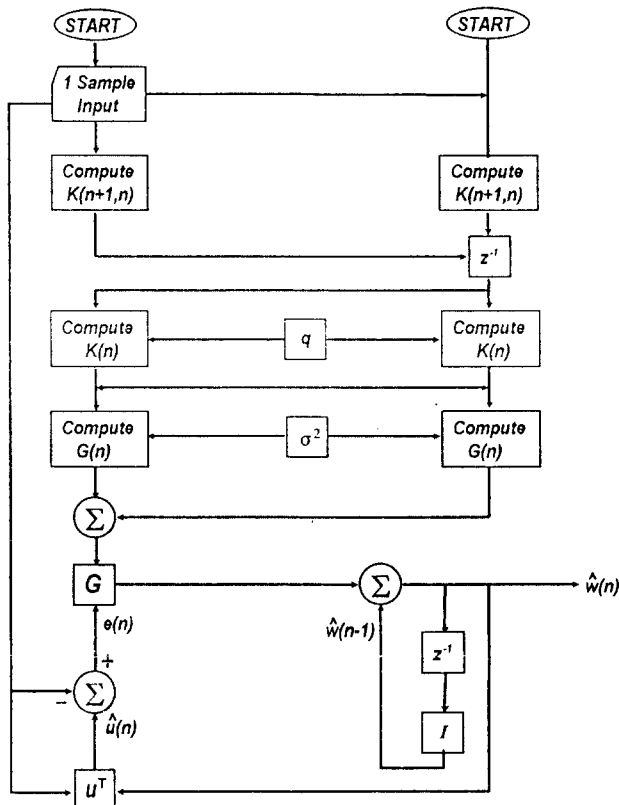 START
START
1 Sample
Input
Compute
K(n+1,n)
Compute
K(n+1,n)
z⁻¹
Compute
K(n)
q
Compute
K(n)
Compute
G(n)
σ²
Compute
G(n)
Σ
G
Σ
ŵ(n)
e(n)
ŵ(n-1)
z⁻¹
+
Σ
−
û(n)
I
uᵀ